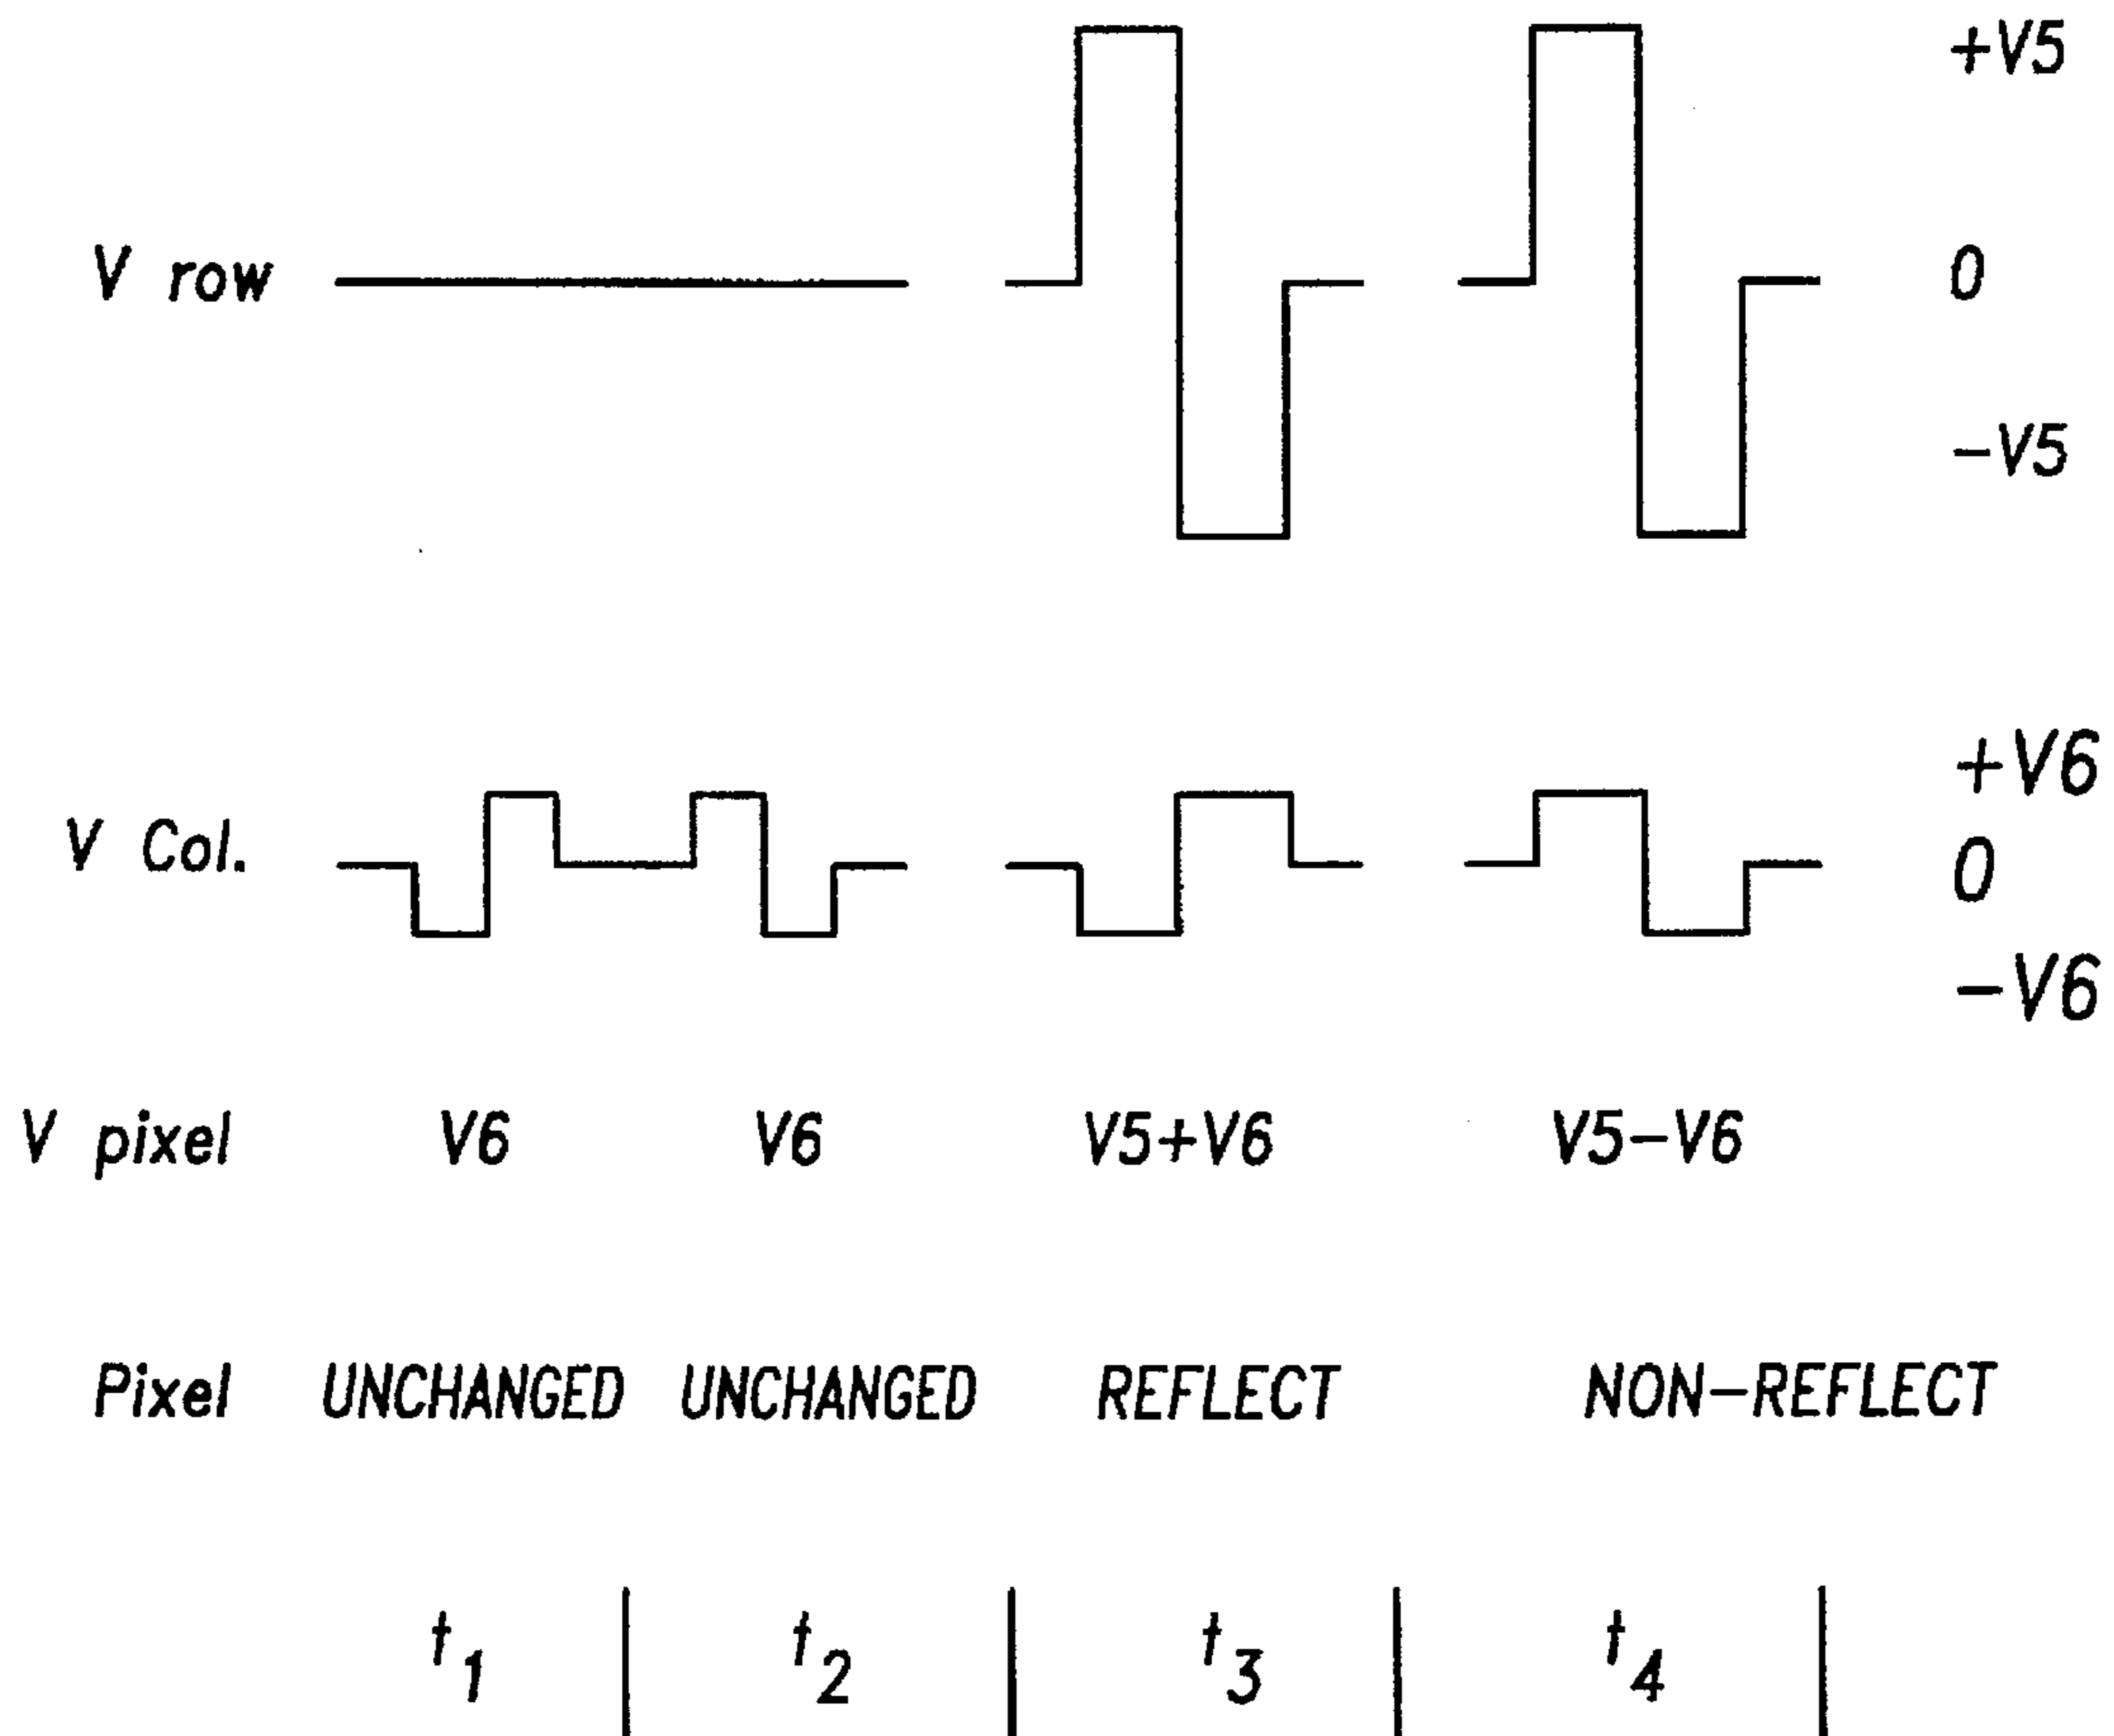 +V5
V row 0
-V5
+V6
V Col. 0
-V6
V pixel V6 V6 V5+V6 V5-V6
Pixel UNCHANGED UNCHANGED REFLECT NON-REFLECT
t1 t2 t3 t4